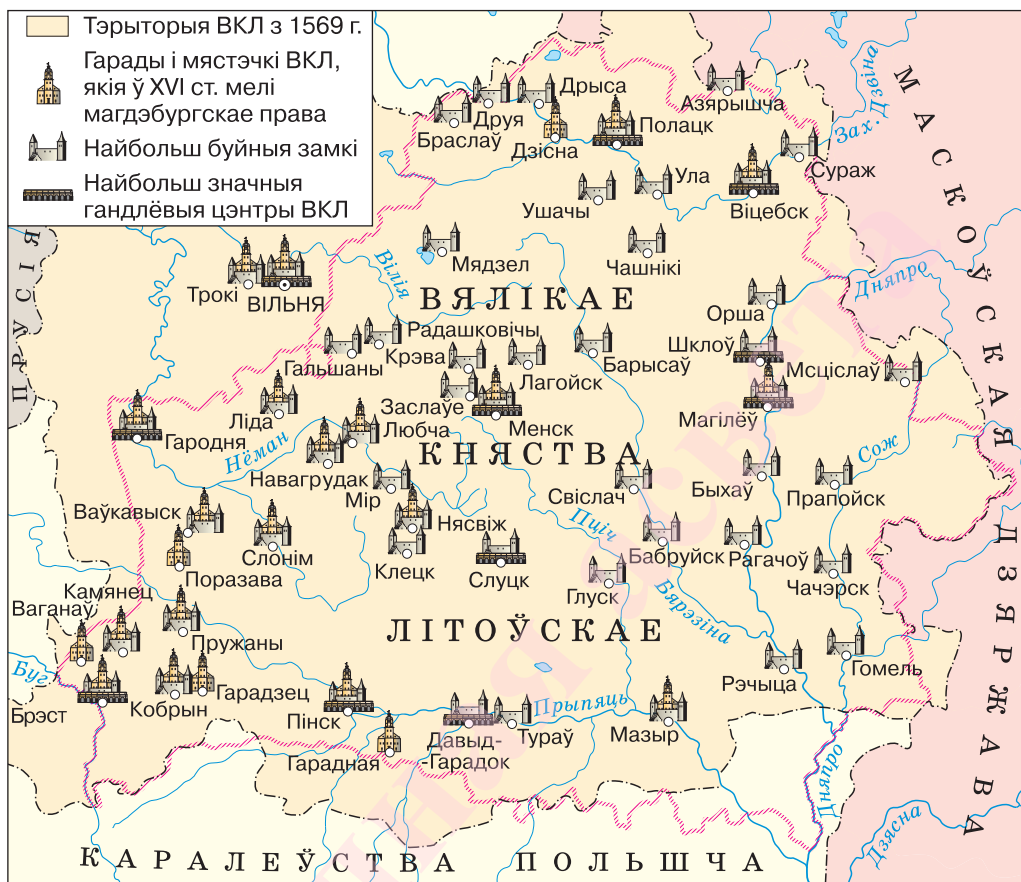 Тэрыторыя ВКЛ з 1569 г.
Гарады і мястэчкі ВКЛ,
якія ў XVI ст. мелі
магдэбургскае права
Найбольш буйныя замкі
Найбольш значныя
гандлёвыя цэнтры ВКЛ
МАСКОЎСКАЯ ДЗЯРЖАВА
ПРУСІЯ
Дрыса
Друя
Браслаў
Дзісна
Полацк
Азярышча
Зах. Дзвіна
Сураж
Ула
Ушачы
Віцебск
Мядзел
Чашнікі
Вілія
Трокі
ВІЛЬНЯ
ВЯЛІКАЕ
Дняпро
Орша
Радашковічы
Крэва
Гальшаны
Лагойск
Барысаў
Шклоў
Мсціслаў
Заслаўе
Менск
Магілёў
Ліда
Любча
Гародня
Нёман
Навагрудак
КНЯСТВА
Сож
Мір
Свіслач
Быхаў
Прапойск
Ваўкавыск
Нясвіж
Пціч
Слонім
Клецк
Слуцк
Бабруйск
Рагачоў
Поразава
Глуск
Чачэрск
Камянец
Ваганаў
Бярэзіна
Пружаны
ЛІТОЎСКАЕ
Гомель
Буг
Рэчыца
Брэст
Кобрын
Гарадзец
Пінск
Прыпяць
Гарадная
Давыд-
Гарадок
Тураў
Мазыр
Дняпро
Дзясна
КАРАЛЕЎСТВА ПОЛЬШЧА